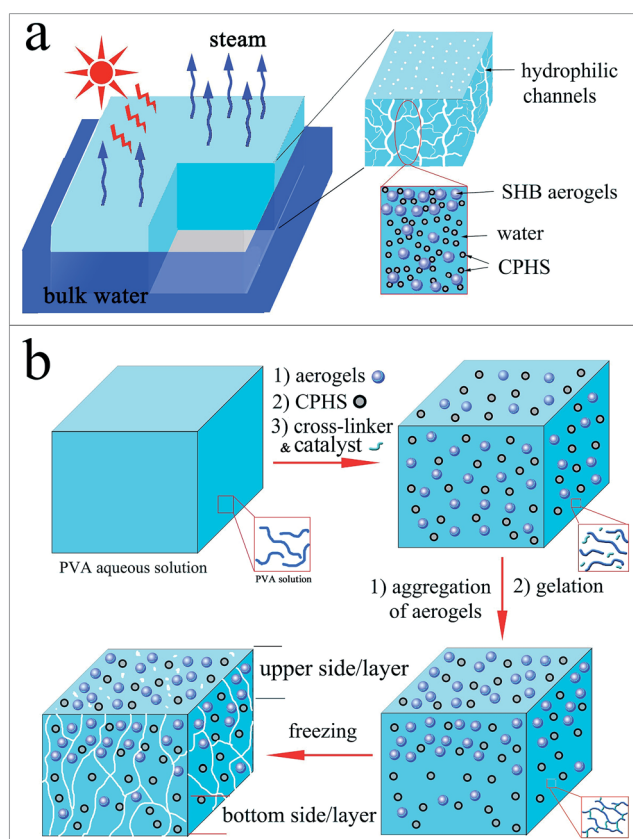 a
steam
hydrophilic
channels
SHB aerogels
water
CPHS
bulk water
b
1) aerogels
2) CPHS
3) cross-linker
& catalyst
PVA aqueous solution
PVA solution
1) aggregation
of aerogels
2) gelation
upper side/layer
freezing
bottom side/layer